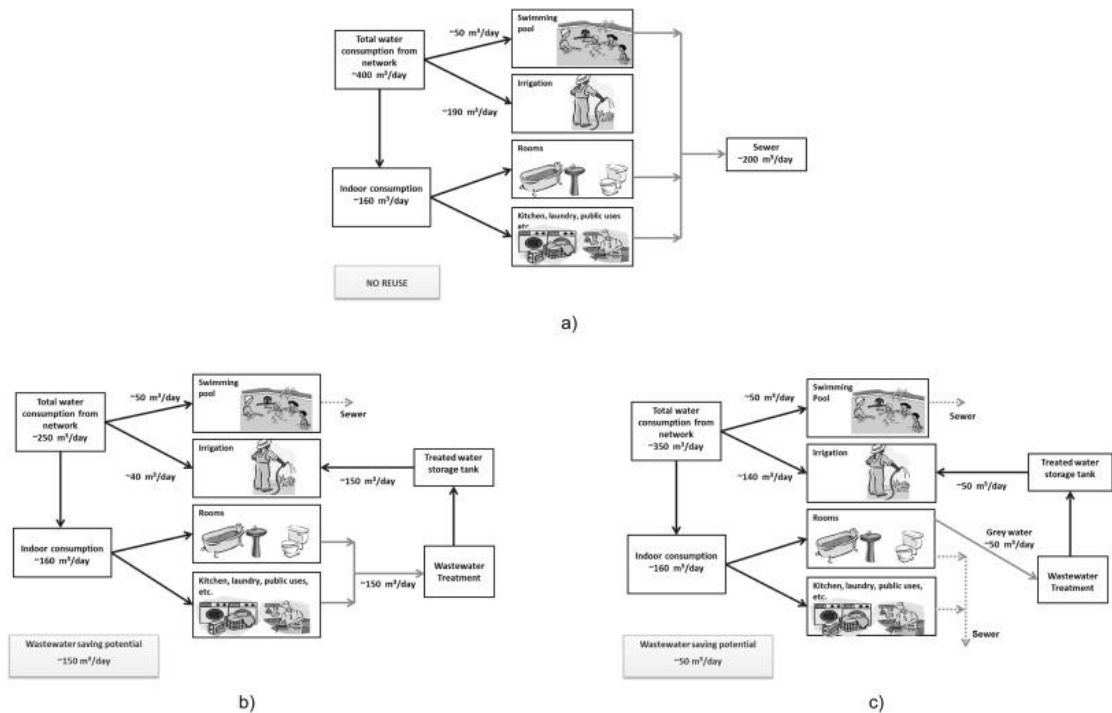 Total water
consumption from
network
~400 m³/day
~50 m³/day
~190 m³/day
Swimming
pool
Irrigation
Rooms
Kitchen, laundry, public uses
etc
Indoor consumption
~160 m³/day
Sewer
~200 m³/day
NO REUSE
a)
Total water
consumption from
network
~250 m³/day
~50 m³/day
~40 m³/day
Swimming
pool
Sewer
Irrigation
~150 m³/day
Treated water
storage tank
Indoor consumption
~160 m³/day
Rooms
Kitchen, laundry, public uses,
etc.
~150 m³/day
Wastewater
Treatment
Wastewater saving potential
~150 m³/day
b)
Total water
consumption from
network
~350 m³/day
~50 m³/day
~140 m³/day
Swimming
Pool
Sewer
Irrigation
~50 m³/day
Treated water
storage tank
Indoor consumption
~160 m³/day
Rooms
Grey water
~50 m³/day
Kitchen, laundry, public uses,
etc.
Wastewater
Treatment
Sewer
Wastewater saving potential
~50 m³/day
c)